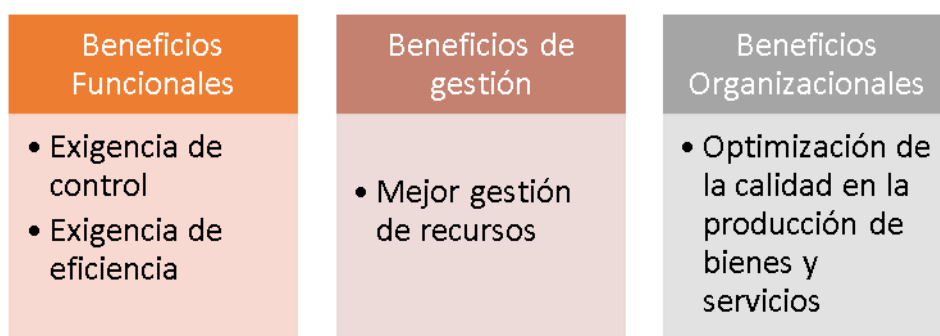 Beneficios
Funcionales
• Exigencia de
control
• Exigencia de
eficiencia
Beneficios de
gestión
• Mejor gestión
de recursos
Beneficios
Organizacionales
• Optimización de
la calidad en la
producción de
bienes y
servicios